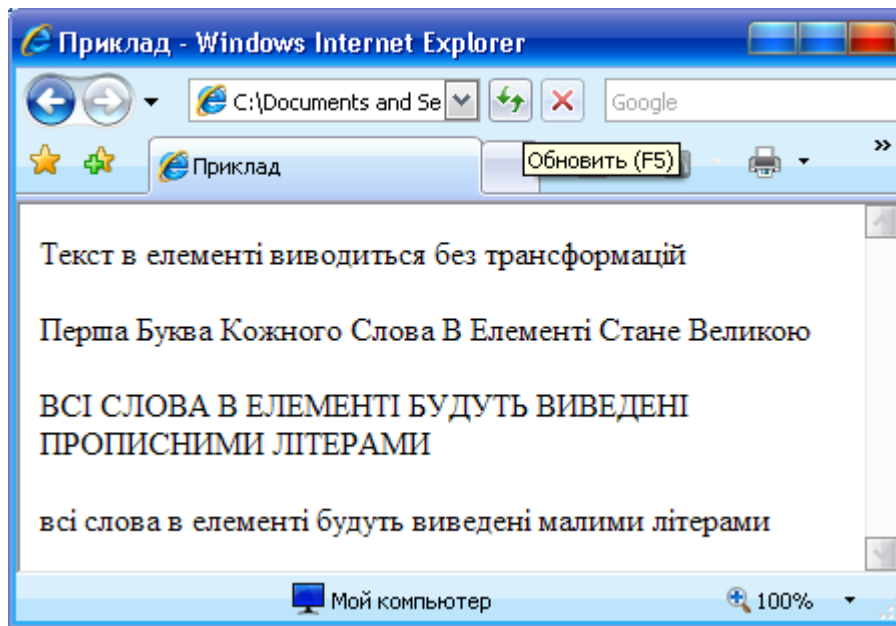 Приклад - Windows Internet Explorer
C:\Documents and Se
Google
Приклад
Обновить (F5)
»
Текст в елементі виводиться без трансформацій
Перша Буква Кожного Слова В Елементі Стане Великою
ВСІ СЛОВА В ЕЛЕМЕНТІ БУДУТЬ ВИВЕДЕНІ
ПРОПИСНИМИ ЛІТЕРАМИ
всі слова в елементі будуть виведені малими літерами
Мой компьютер
100%